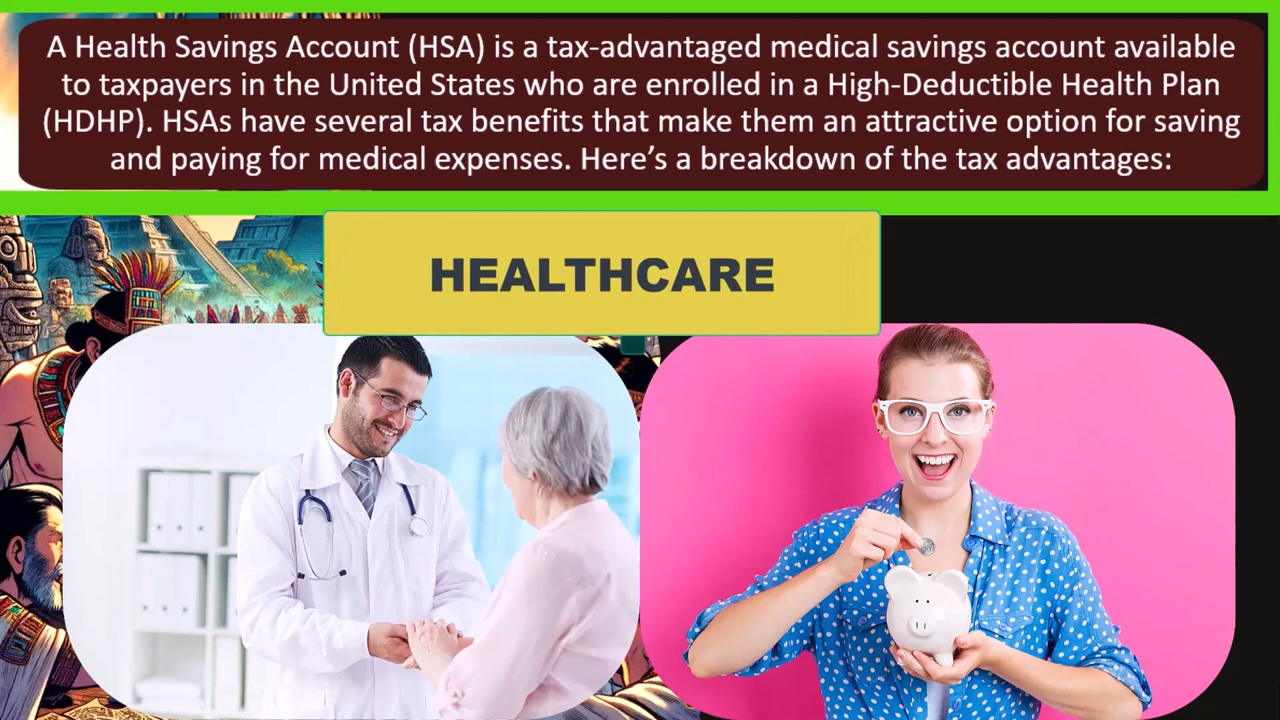 A Health Savings Account (HSA) is a tax-advantaged medical savings account available
to taxpayers in the United States who are enrolled in a High-Deductible Health Plan
(HDHP). HSAs have several tax benefits that make them an attractive option for saving
and paying for medical expenses. Here’s a breakdown of the tax advantages:
HEALTHCARE